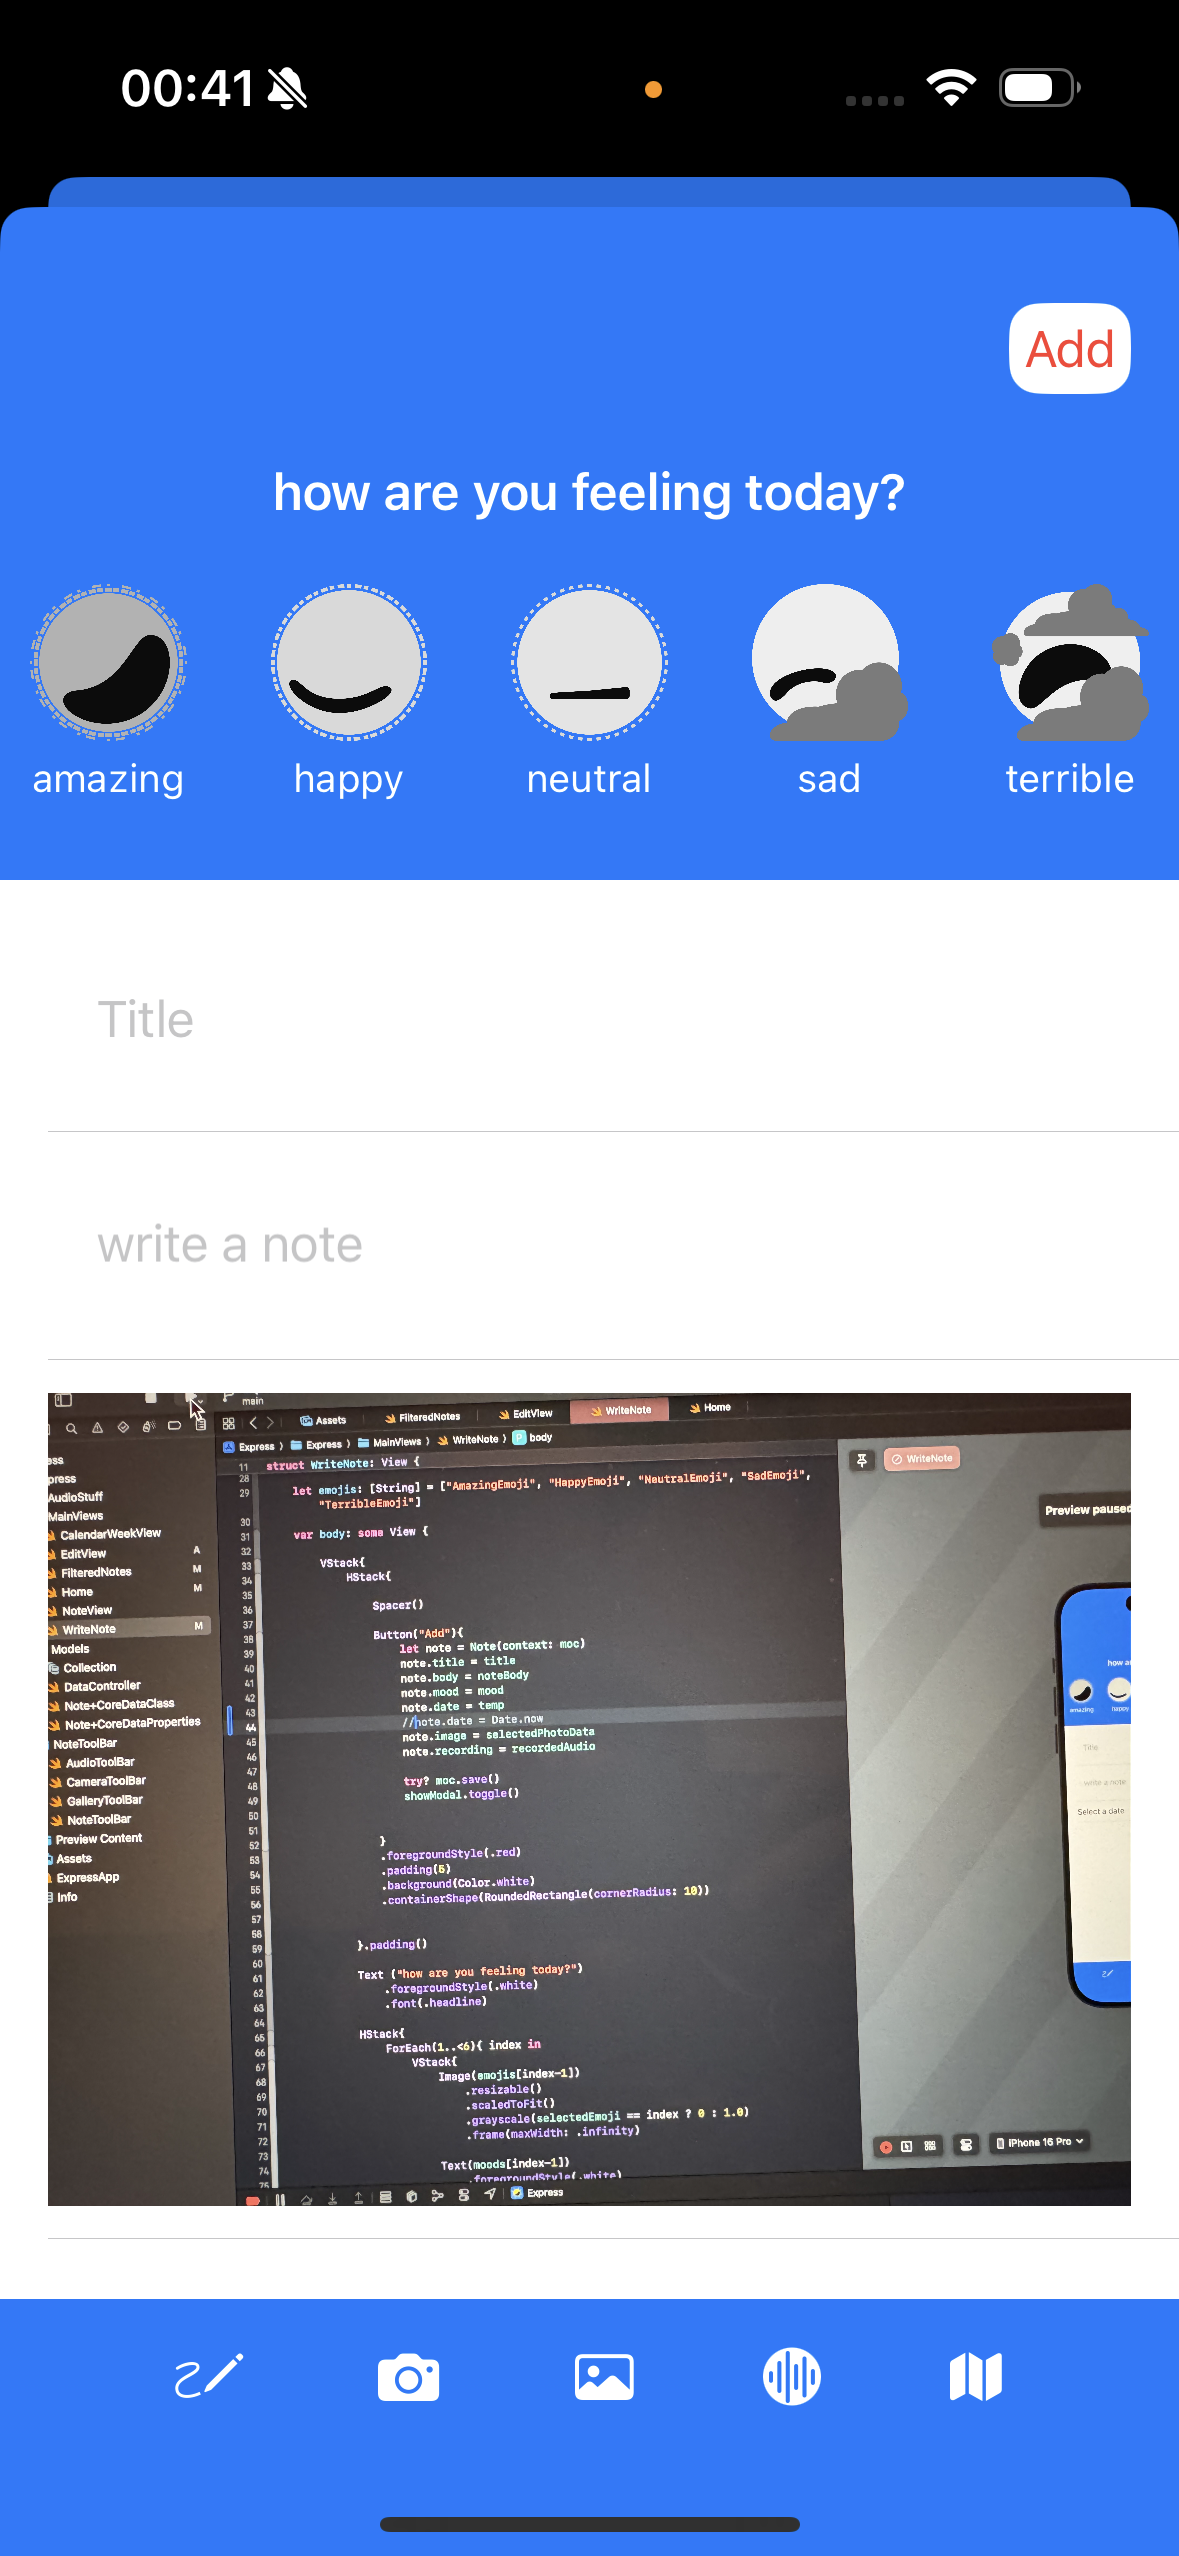 00:41
Add
how are you feeling today?
amazing happy neutral sad terrible
Title
write a note
main
Assets FilteredNotes EditView WriteNote Home
Express Express MainViews WriteNote body
WriteNote
Preview paused
11 struct WriteNote: View {
28
29 let emojis: [String] = ["AmazingEmoji", "HappyEmoji", "NeutralEmoji", "SadEmoji",
"TerribleEmoji"]
30
31 var body: some View {
32
33 VStack{
34 HStack{
35
36 Spacer()
37
38 Button("Add"){
39 let note = Note(context: moc)
40 note.title = title
41 note.body = noteBody
42 note.mood = mood
43 note.date = temp
44 //note.date = Date.now
45 note.image = selectedPhotoData
46 note.recording = recordedAudio
47
48 try? moc.save()
49 showModal.toggle()
50
51
52 }
53 .foregroundStyle(.red)
54 .padding(5)
55 .background(Color.white)
56 .containerShape(RoundedRectangle(cornerRadius: 10))
57
58
59 }.padding()
60
61 Text ("how are you feeling today?")
62 .foregroundStyle(.white)
63 .font(.headline)
64
65 HStack{
66 ForEach(1..<6){ index in
67 VStack{
68 Image(emojis[index-1])
69 .resizable()
70 .scaledToFit()
71 .grayscale(selectedEmoji == index ? 0 : 1.0)
72 .frame(maxWidth: .infinity)
73
74 Text(moods[index-1])
75 .foregroundStyle(.white)
ess
press
AudioStuff
MainViews
CalendarWeekView
EditView A
FilteredNotes M
Home M
NoteView
WriteNote M
Models
Collection
DataController
Note+CoreDataClass
Note+CoreDataProperties
NoteToolBar
AudioToolBar
CameraToolBar
GalleryToolBar
NoteToolBar
Preview Content
Assets
ExpressApp
Info
how a
amazing happy
Title
write a note
Select a date
iPhone 16 Pro
Express